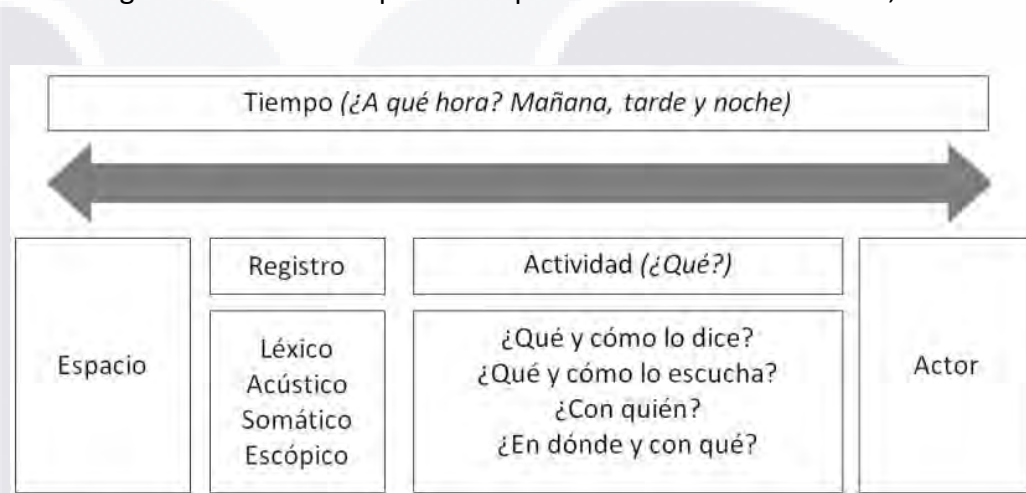 Tiempo (¿A qué hora? Mañana, tarde y noche)
Espacio
Registro
Léxico
Acústico
Somático
Escópico
Actividad (¿Qué?)
¿Qué y cómo lo dice?
¿Qué y cómo lo escucha?
¿Con quién?
¿En dónde y con qué?
Actor